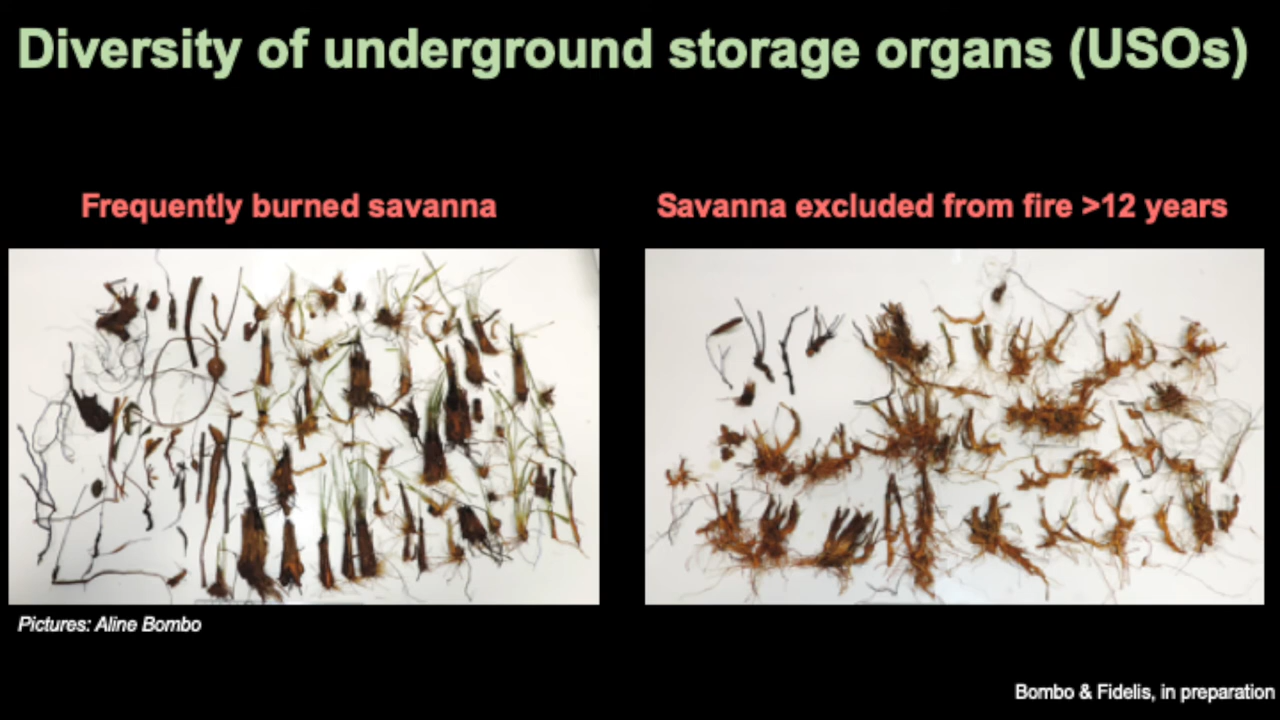 Diversity of underground storage organs (USOs)
Frequently burned savanna
Savanna excluded from fire >12 years
Pictures: Aline Bombo
Bombo & Fidelis, in preparation